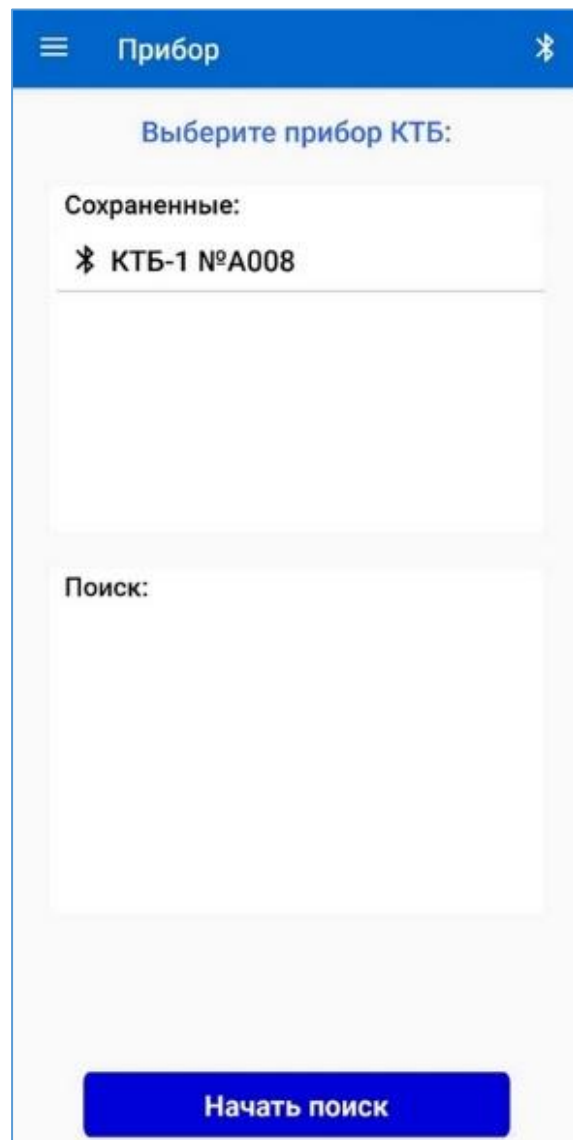 Прибор
Выберите прибор КТБ:
Сохраненные:
КТБ-1 №A008
Поиск:
Начать поиск